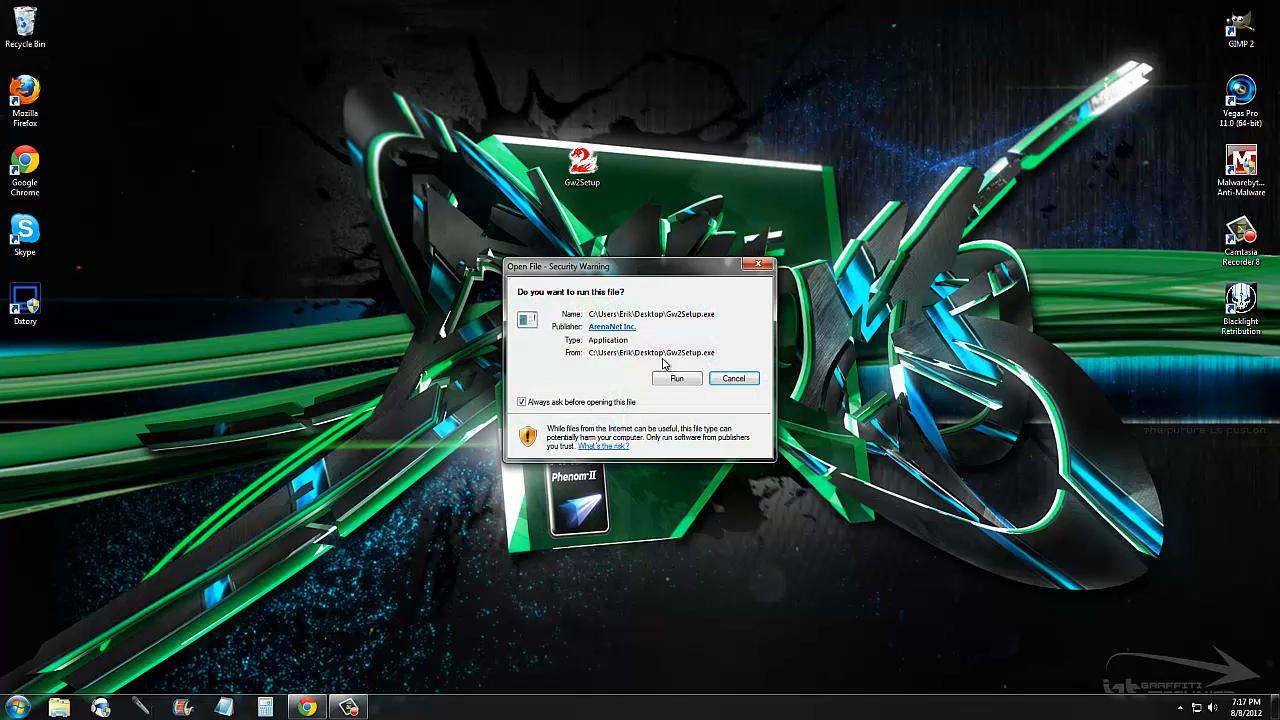 Recycle Bin
Mozilla
Firefox
Google
Chrome
Skype
Dxtory
Gw2Setup
GIMP 2
Vegas Pro
11.0 (64-bit)
Malwarebyt...
Anti-Malware
Camtasia
Recorder 8
Blacklight
Retribution
Open File - Security Warning
Do you want to run this file?
Name: C:\Users\Erik\Desktop\Gw2Setup.exe
Publisher: ArenaNet Inc.
Type: Application
From: C:\Users\Erik\Desktop\Gw2Setup.exe
Run
Cancel
Always ask before opening this file
While files from the Internet can be useful, this file type can
potentially harm your computer. Only run software from publishers
you trust. What's the risk?
Phenom II
THE FUTURE IS FUSION
GRAFFITI
7:17 PM
8/8/2012